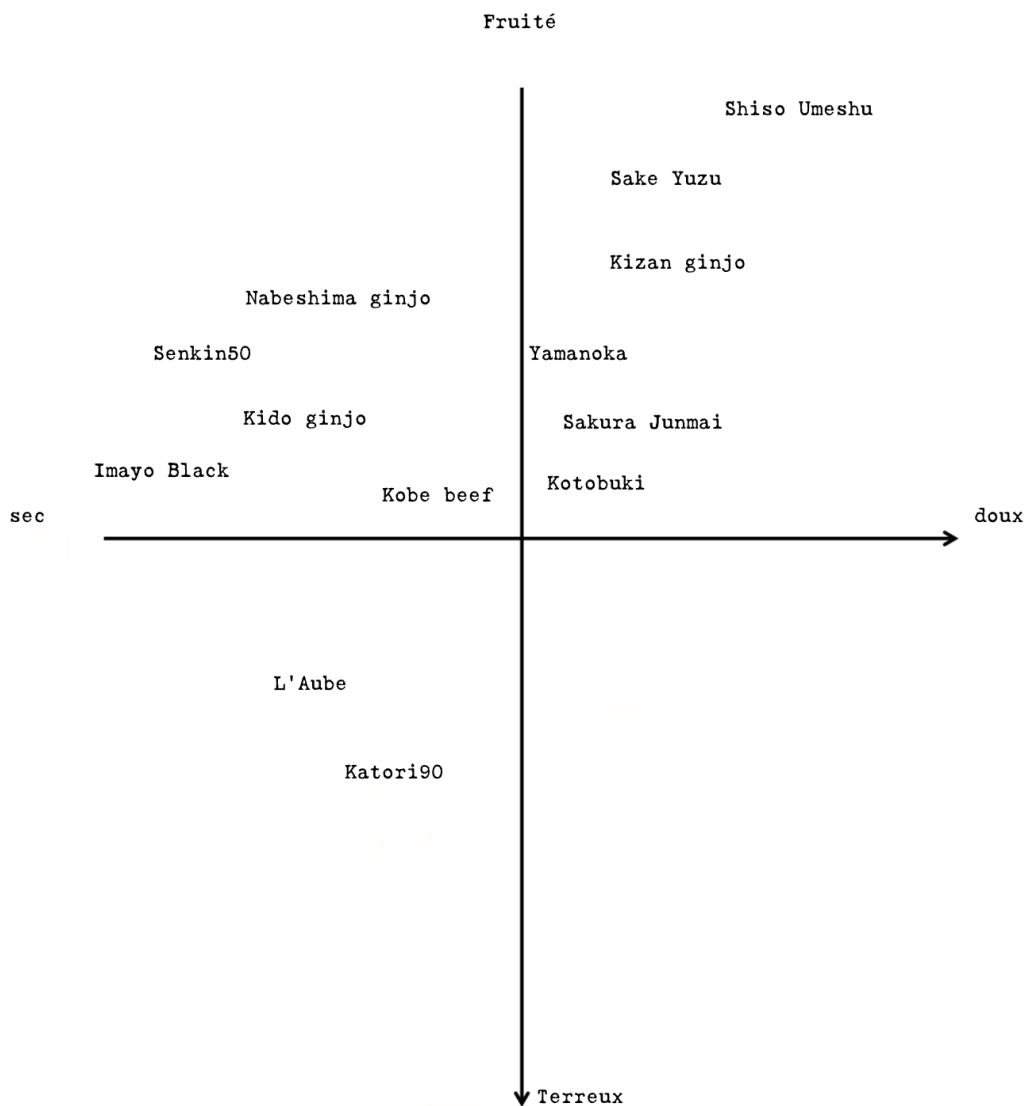 Fruité
Shiso Umeshu
Sake Yuzu
Kizan ginjo
Nabeshima ginjo
Senkin50
Yamanoka
Kido ginjo
Sakura Junmai
Imayo Black
Kotobuki
Kobe beef
sec
doux
L'Aube
Katori90
Terreux